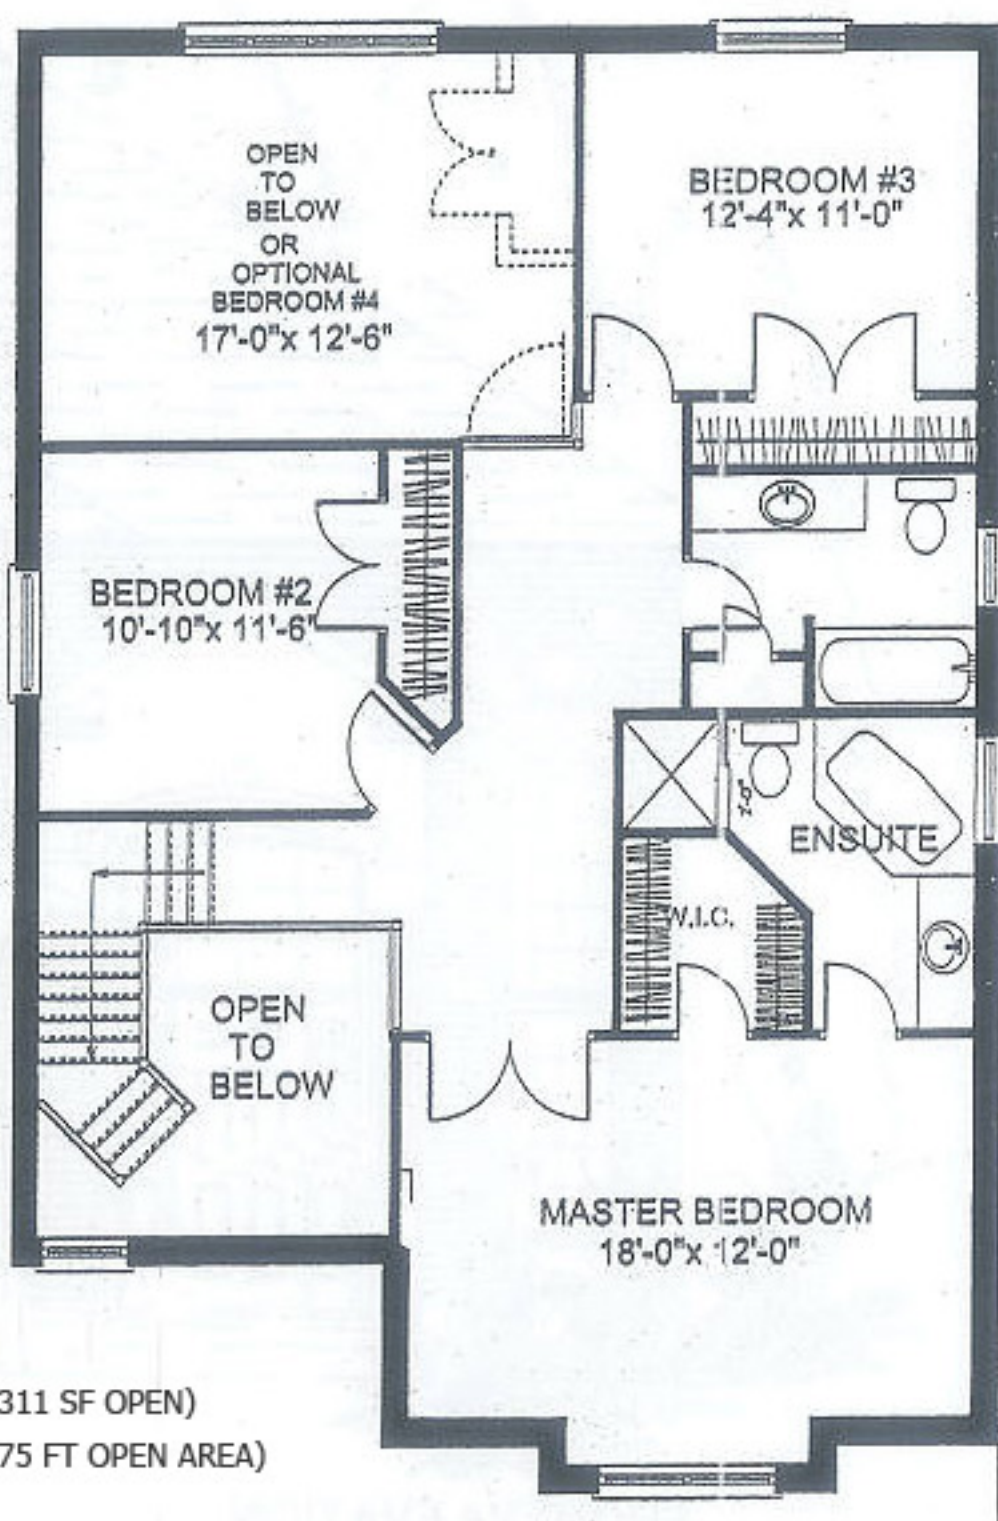 OPEN
TO
BELOW
OR
OPTIONAL
BEDROOM #4
17'-0"x 12'-6"
BEDROOM #3
12'-4"x 11'-0"
BEDROOM #2
10'-10"x 11'-6"
ENSUITE
W.I.C.
OPEN
TO
BELOW
MASTER BEDROOM
18'-0"x 12'-0"
311 SF OPEN)
75 FT OPEN AREA)